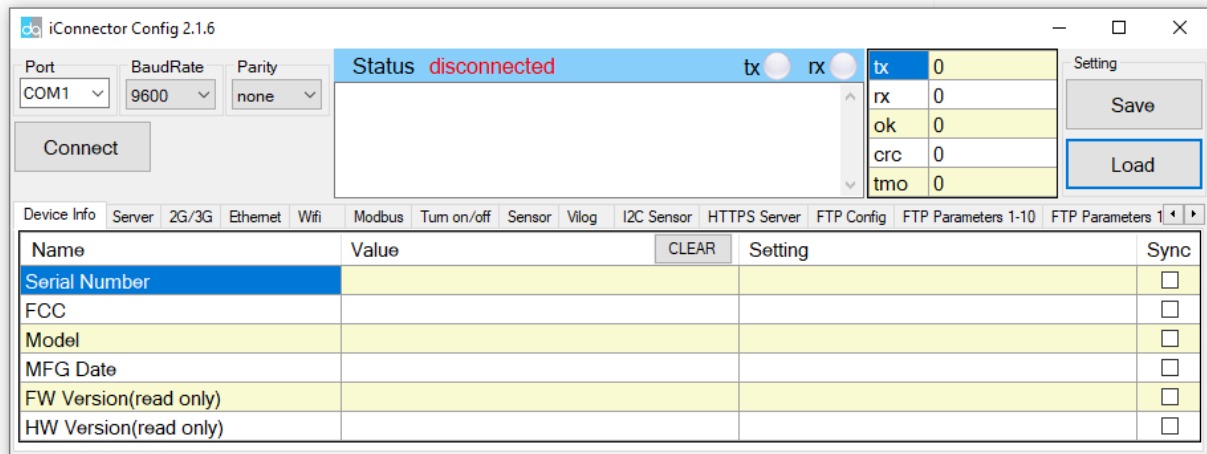 iConnector Config 2.1.6
Port BaudRate Parity
COM1 9600 none
Connect
Status disconnected tx rx
tx 0
rx 0
ok 0
crc 0
tmo 0
Setting
Save
Load
Device Info Server 2G/3G Ethernet Wifi Modbus Turn on/off Sensor Vilog I2C Sensor HTTPS Server FTP Config FTP Parameters 1-10 FTP Parameters 1
Name Value CLEAR Setting Sync
Serial Number
FCC
Model
MFG Date
FW Version(read only)
HW Version(read only)